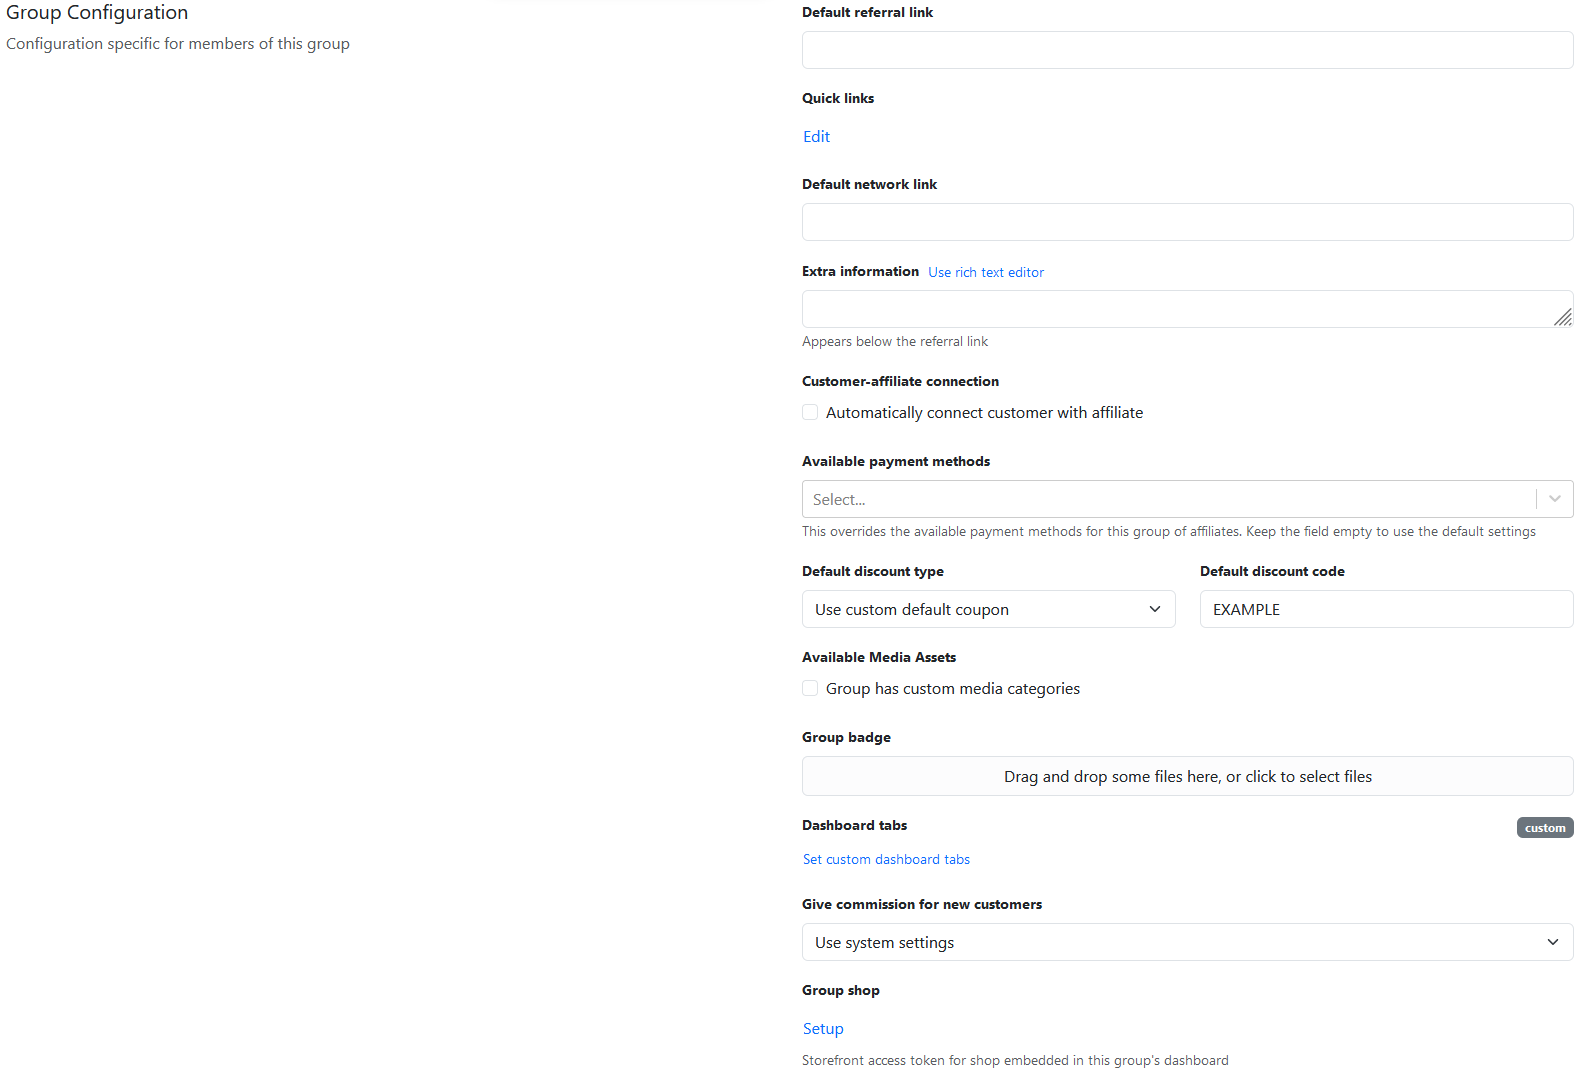 Group Configuration
Configuration specific for members of this group
Default referral link
Quick links
Edit
Default network link
Extra information Use rich text editor
Appears below the referral link
Customer-affiliate connection
Automatically connect customer with affiliate
Available payment methods
Select...
This overrides the available payment methods for this group of affiliates. Keep the field empty to use the default settings
Default discount type Default discount code
Use custom default coupon EXAMPLE
Available Media Assets
Group has custom media categories
Group badge
Drag and drop some files here, or click to select files
Dashboard tabs custom
Set custom dashboard tabs
Give commission for new customers
Use system settings
Group shop
Setup
Storefront access token for shop embedded in this group's dashboard